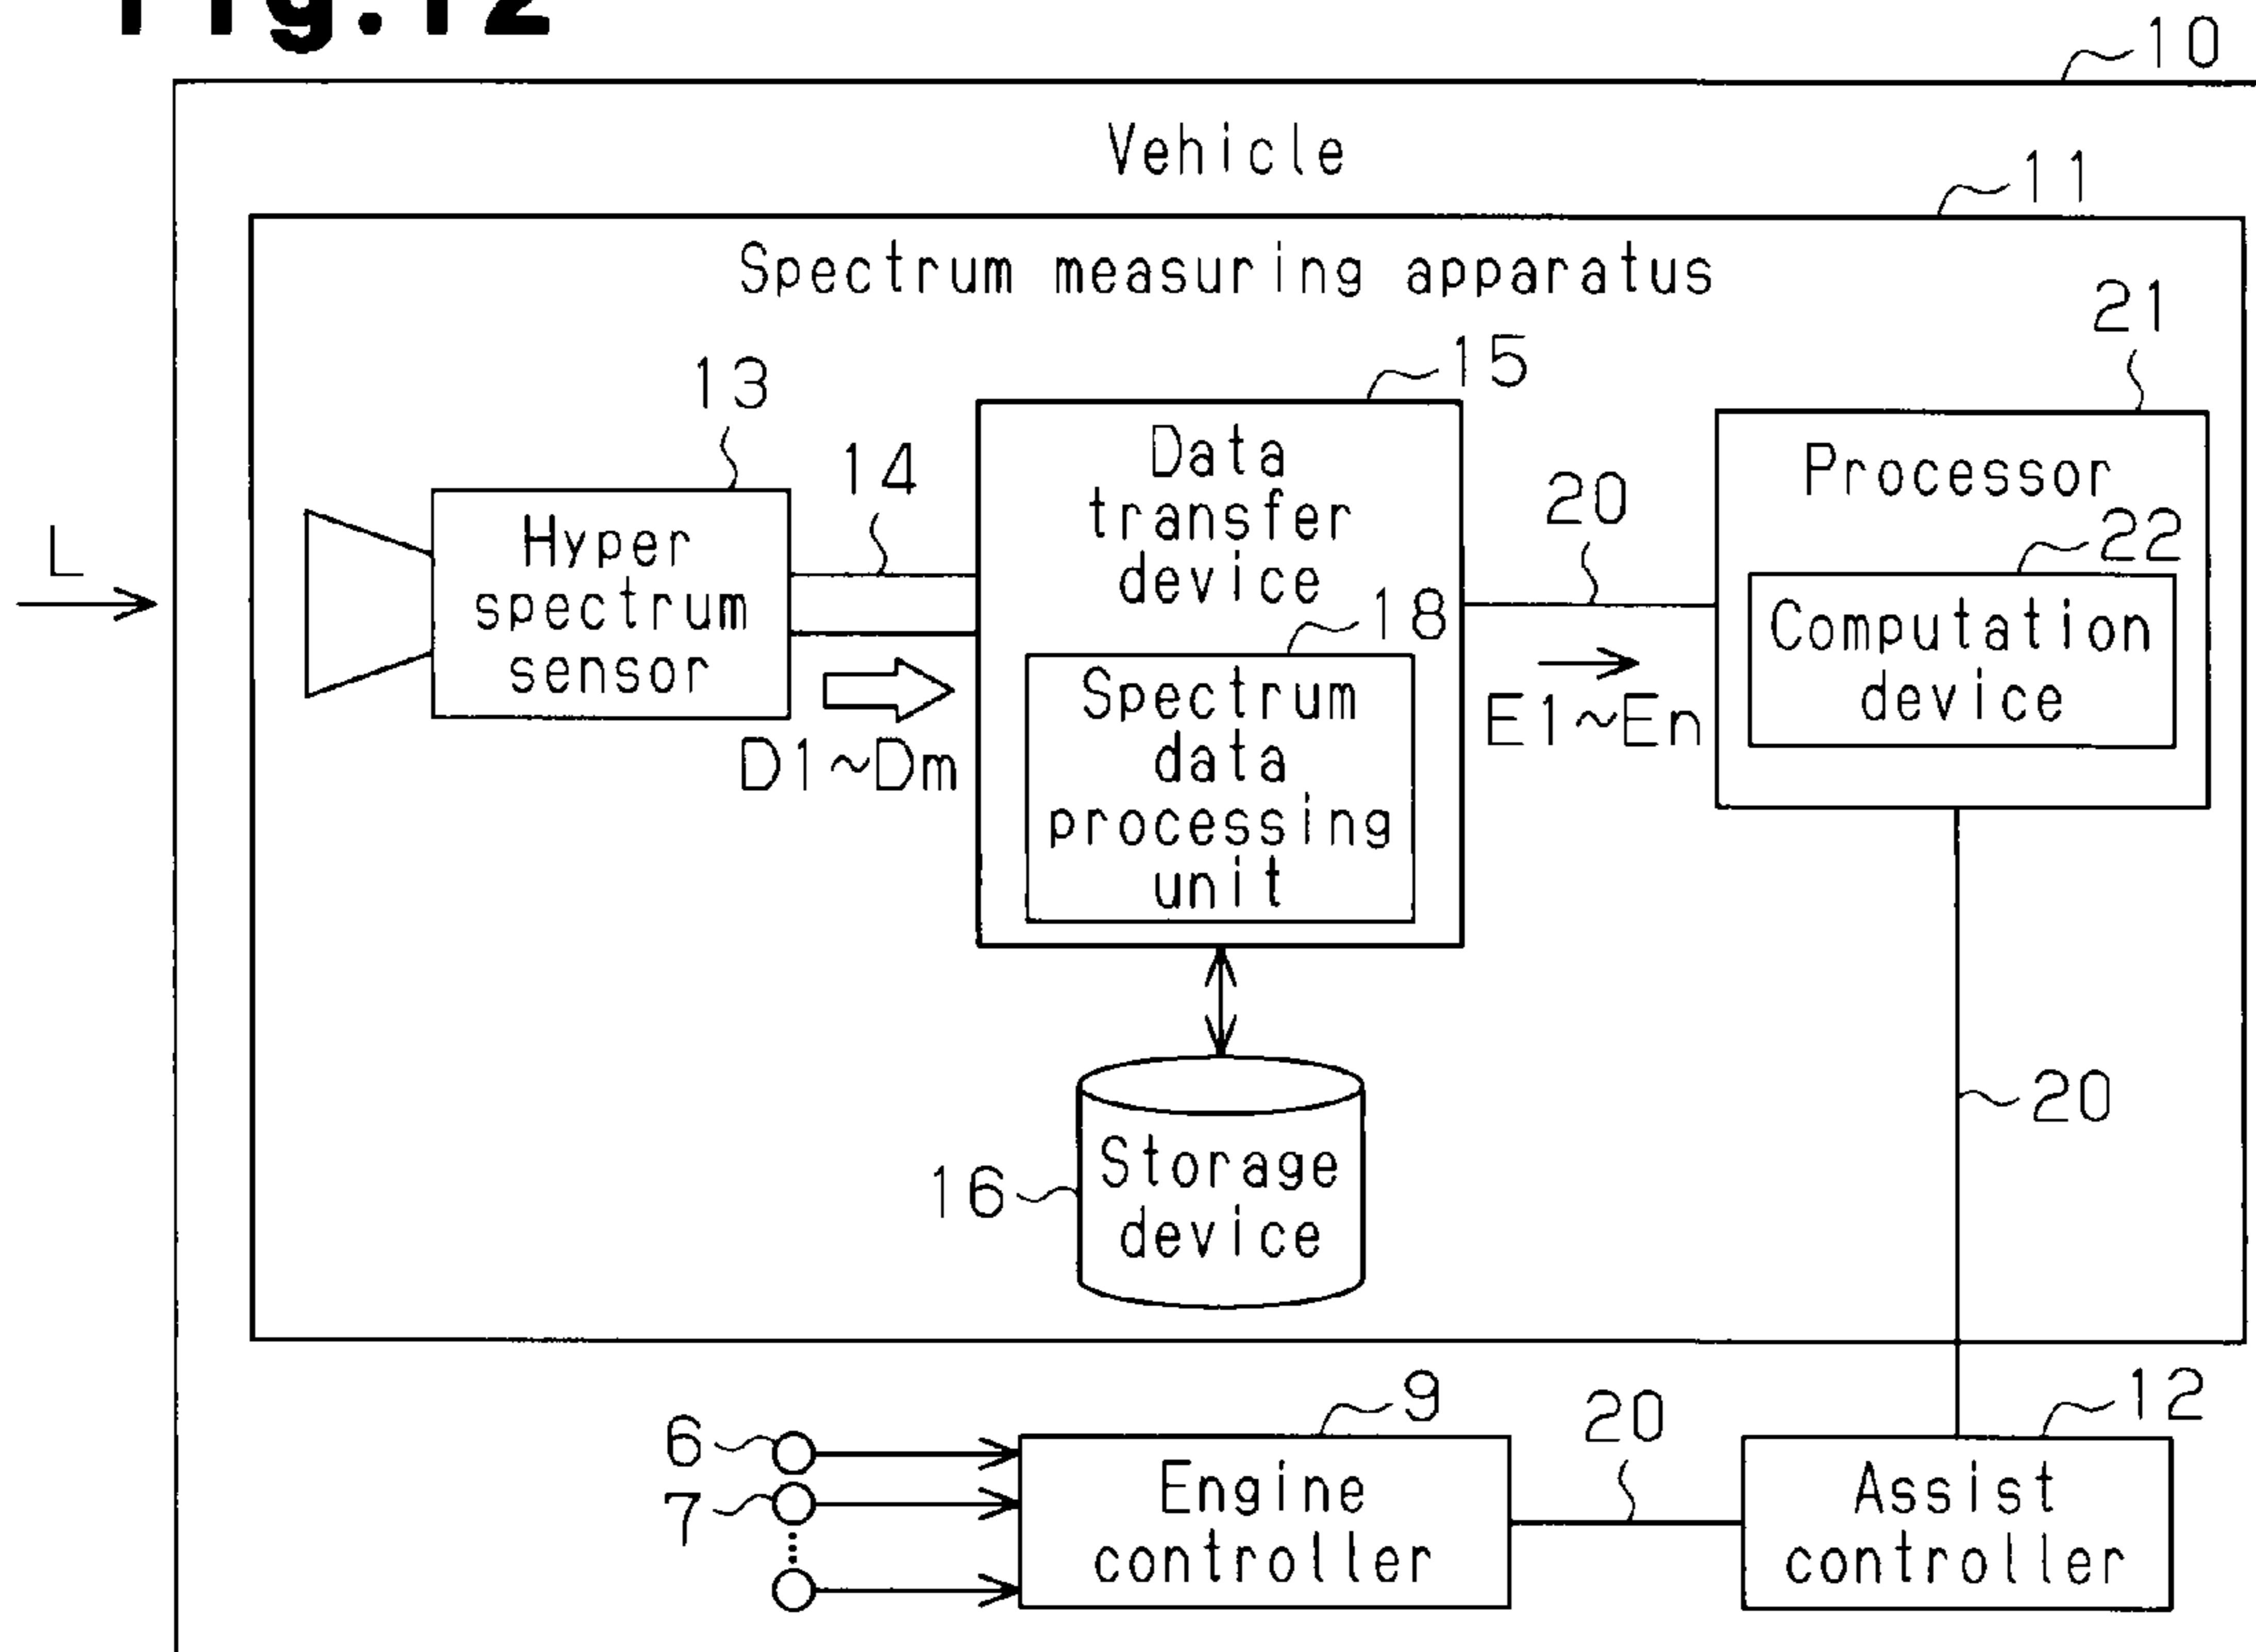 Fig.12
10
Vehicle
11
Spectrum measuring apparatus
21
15
13
Data
transfer
device
14
Processor
20
22
L
Hyper
spectrum
sensor
18
Computation
device
Spectrum
data
processing
unit
E1~En
D1~Dm
20
16
Storage
device
9
12
20
6
7
Engine
controller
Assist
controller